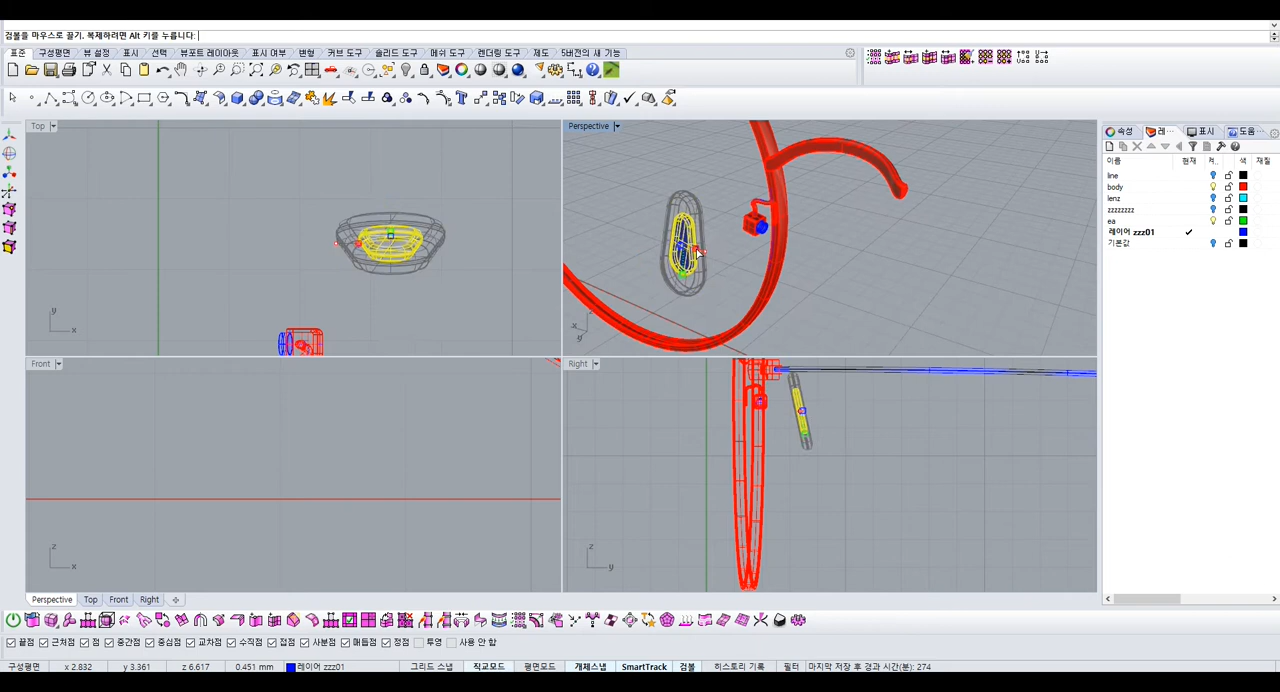 검볼을 마우스로 끌기. 복제하려면 Alt 키를 누릅니다:
표준 구성평면 뷰 설정 표시 선택 뷰포트 레이아웃 표시 여부 변형 커브 도구 솔리드 도구 메쉬 도구 렌더링 도구 제도 5버전의 새 기능
Top
Perspective
속성 레… 표시 도움…
이름 현재 켜.. 색 재질
line
body
lenz
zzzzzzzz
ea
레이어 zzz01
기본값
y
x
x
y
Front
Right
z
x
z
y
Perspective Top Front Right
끝점 근처점 점 중간점 중심점 교차점 수직점 접점 사분점 매듭점 정점 투영 사용 안 함
구성평면 x 2.832 y 3.361 z 6.617 0.451 mm 레이어 zzz01 그리드 스냅 직교모드 평면모드 개체스냅 SmartTrack 검볼 히스토리 기록 필터 마지막 저장 후 경과 시간(분): 274